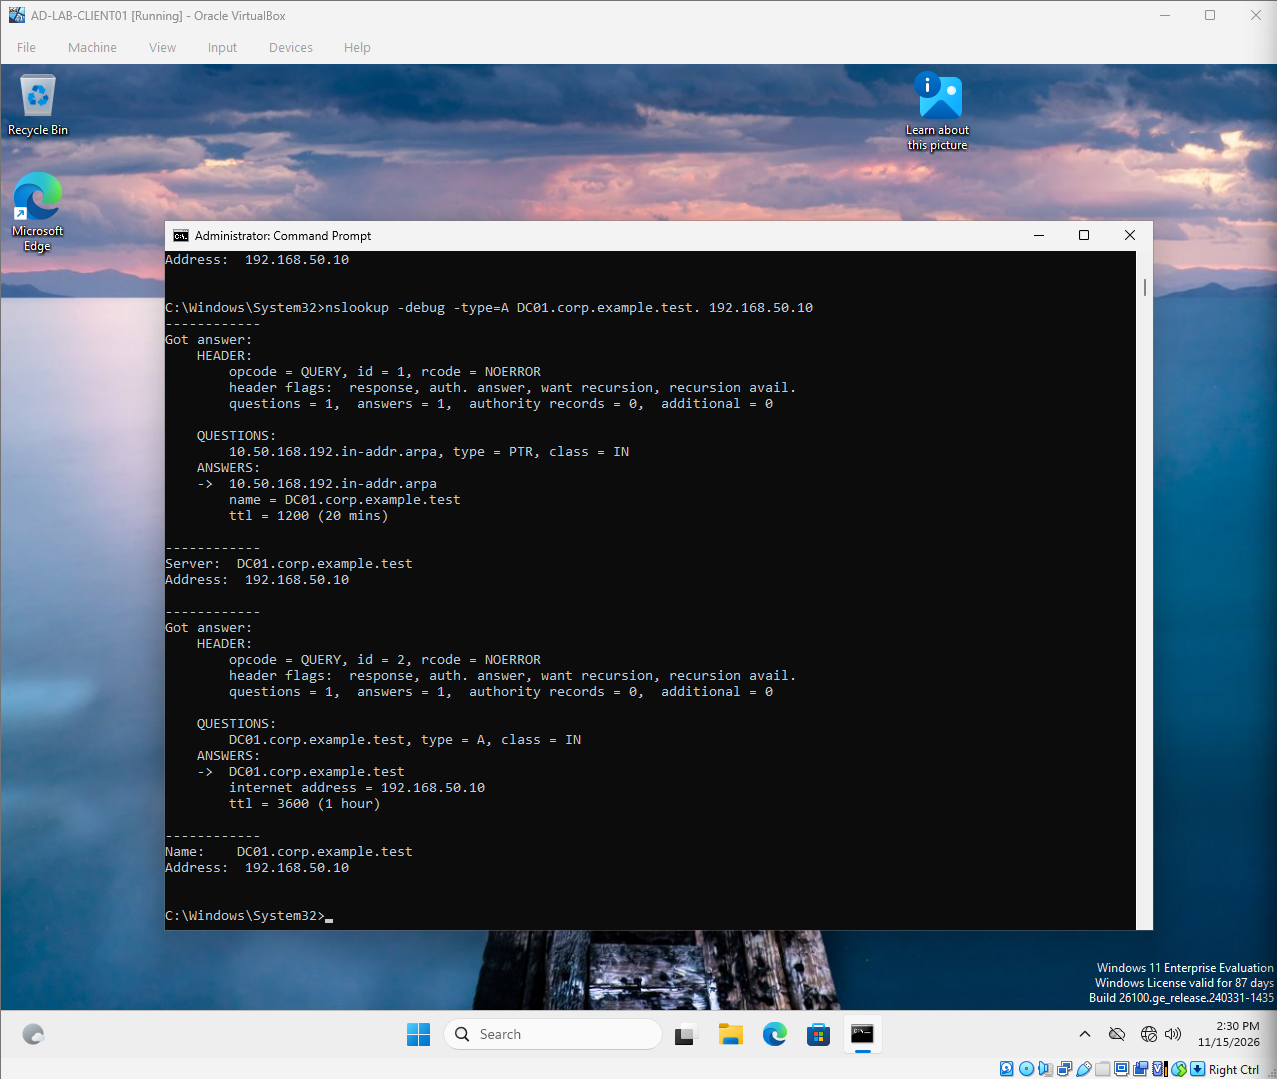 AD-LAB-CLIENT01 [Running] - Oracle VirtualBox
File Machine View Input Devices Help
Recycle Bin
Learn about
this picture
Microsoft
Edge
Administrator: Command Prompt
Address:  192.168.50.10
C:\Windows\System32>nslookup -debug -type=A DC01.corp.example.test. 192.168.50.10
------------
Got answer:
    HEADER:
        opcode = QUERY, id = 1, rcode = NOERROR
        header flags:  response, auth. answer, want recursion, recursion avail.
        questions = 1,  answers = 1,  authority records = 0,  additional = 0
    QUESTIONS:
        10.50.168.192.in-addr.arpa, type = PTR, class = IN
    ANSWERS:
    ->  10.50.168.192.in-addr.arpa
        name = DC01.corp.example.test
        ttl = 1200 (20 mins)
------------
Server:  DC01.corp.example.test
Address:  192.168.50.10
------------
Got answer:
    HEADER:
        opcode = QUERY, id = 2, rcode = NOERROR
        header flags:  response, auth. answer, want recursion, recursion avail.
        questions = 1,  answers = 1,  authority records = 0,  additional = 0
    QUESTIONS:
        DC01.corp.example.test, type = A, class = IN
    ANSWERS:
    ->  DC01.corp.example.test
        internet address = 192.168.50.10
        ttl = 3600 (1 hour)
------------
Name:    DC01.corp.example.test
Address:  192.168.50.10
C:\Windows\System32>
Windows 11 Enterprise Evaluation
Windows License valid for 87 days
Build 26100.ge_release.240331-1435
Search
2:30 PM
11/15/2026
Right Ctrl